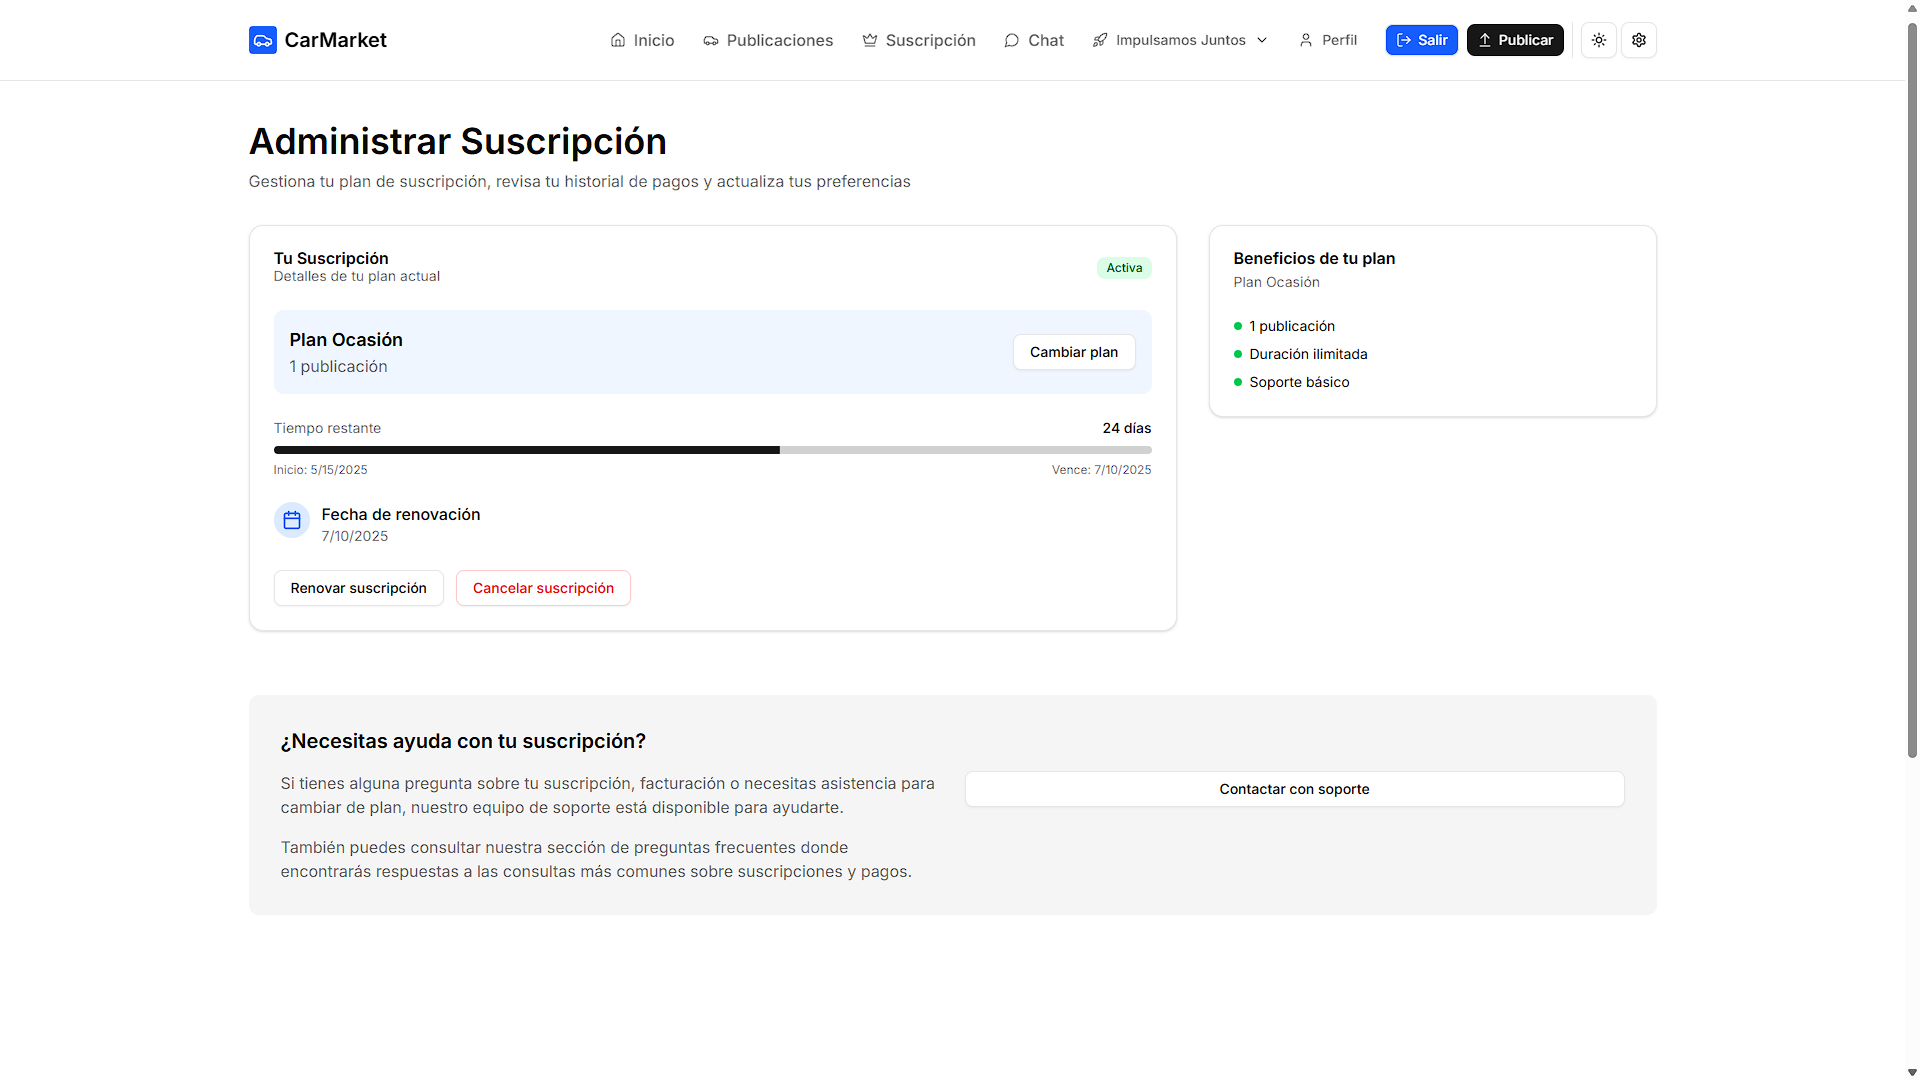 CarMarket
Inicio
Publicaciones
Suscripción
Chat
Impulsamos Juntos
Perfil
Salir
Publicar
Administrar Suscripción
Gestiona tu plan de suscripción, revisa tu historial de pagos y actualiza tus preferencias
Tu Suscripción
Detalles de tu plan actual
Activa
Plan Ocasión
1 publicación
Cambiar plan
Tiempo restante
24 días
Inicio: 5/15/2025
Vence: 7/10/2025
Fecha de renovación
7/10/2025
Renovar suscripción
Cancelar suscripción
Beneficios de tu plan
Plan Ocasión
1 publicación
Duración ilimitada
Soporte básico
¿Necesitas ayuda con tu suscripción?
Si tienes alguna pregunta sobre tu suscripción, facturación o necesitas asistencia para
cambiar de plan, nuestro equipo de soporte está disponible para ayudarte.
También puedes consultar nuestra sección de preguntas frecuentes donde
encontrarás respuestas a las consultas más comunes sobre suscripciones y pagos.
Contactar con soporte